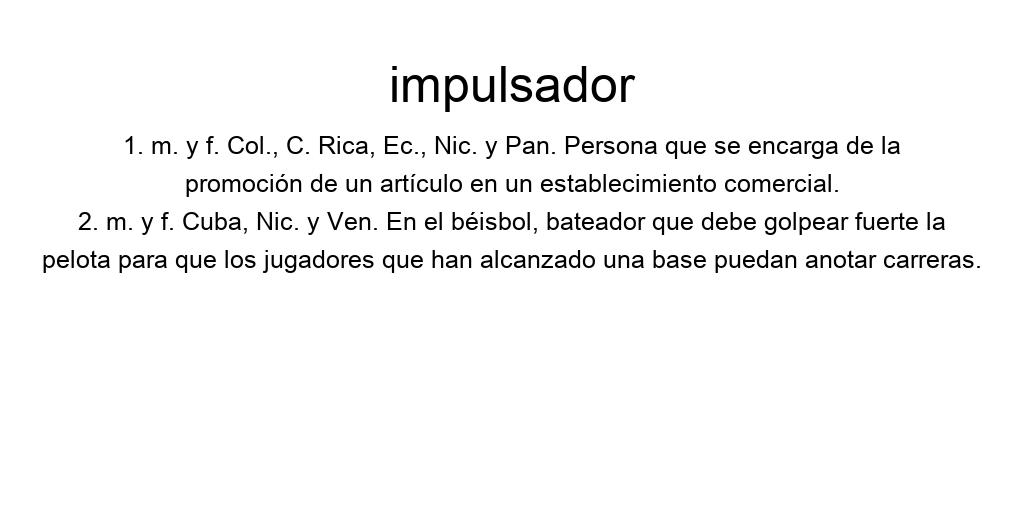 impulsador
1. m. y f. Col., C. Rica, Ec., Nic. y Pan. Persona que se encarga de la
promoción de un artículo en un establecimiento comercial.
2. m. y f. Cuba, Nic. y Ven. En el béisbol, bateador que debe golpear fuerte la
pelota para que los jugadores que han alcanzado una base puedan anotar carreras.